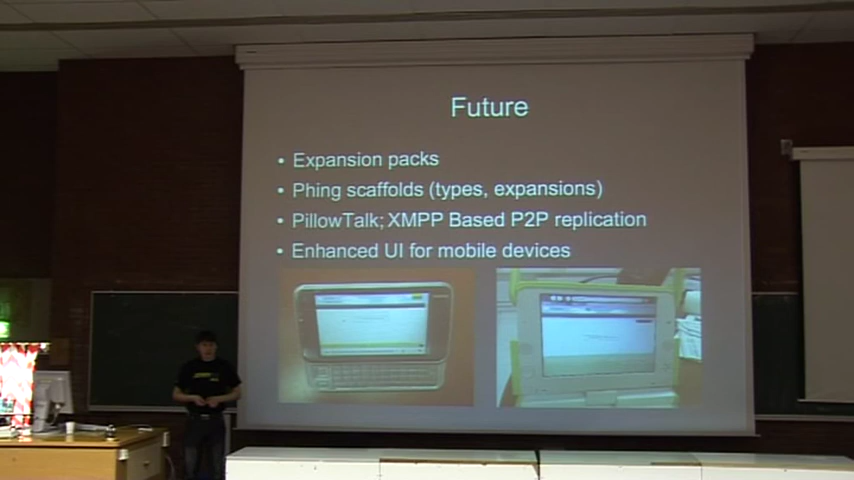 Future
• Expansion packs
• Phing scaffolds (types, expansions)
• PillowTalk; XMPP Based P2P replication
• Enhanced UI for mobile devices